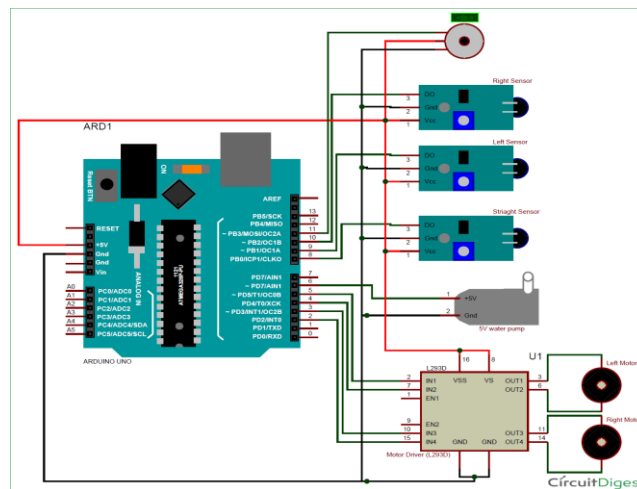 Right Sensor
DO
Gnd
Vcc
3
2
1
Left Sensor
DO
Gnd
Vcc
3
2
1
Striaght Sensor
DO
Gnd
Vcc
3
2
1
ARD1
Reset BTN
ON
AREF
PB5/SCK
13
PB4/MISO
12
~ PB3/MOSI/OC2A
11
~ PB2/OC1B
10
~ PB1/OC1A
9
PB0/ICP1/CLKO
8
RESET
+5V
Gnd
Gnd
Vin
ANALOG IN
A0
PC0/ADC0
A1
PC1/ADC1
A2
PC2/ADC2
A3
PC3/ADC3
A4
PC4/ADC4/SDA
A5
PC5/ADC5/SCL
PD7/AIN1
7
~ PD7/AIN1
6
~ PD5/T1/OC0B
5
PD4/T0/XCK
4
~ PD3/INT1/OC2B
3
PD2/INT0
2
PD1/TXD
1
PD0/RXD
0
ARDUINO UNO
1
+5V
2
Gnd
5V water pump
U1
L293D
16
8
VSS
VS
2
IN1
7
IN2
1
EN1
9
EN2
10
IN3
15
IN4
OUT1
3
OUT2
6
OUT3
11
OUT4
14
GND
GND
Motor Driver (L293D)
Left Motor
Right Moto
CircuitDiges